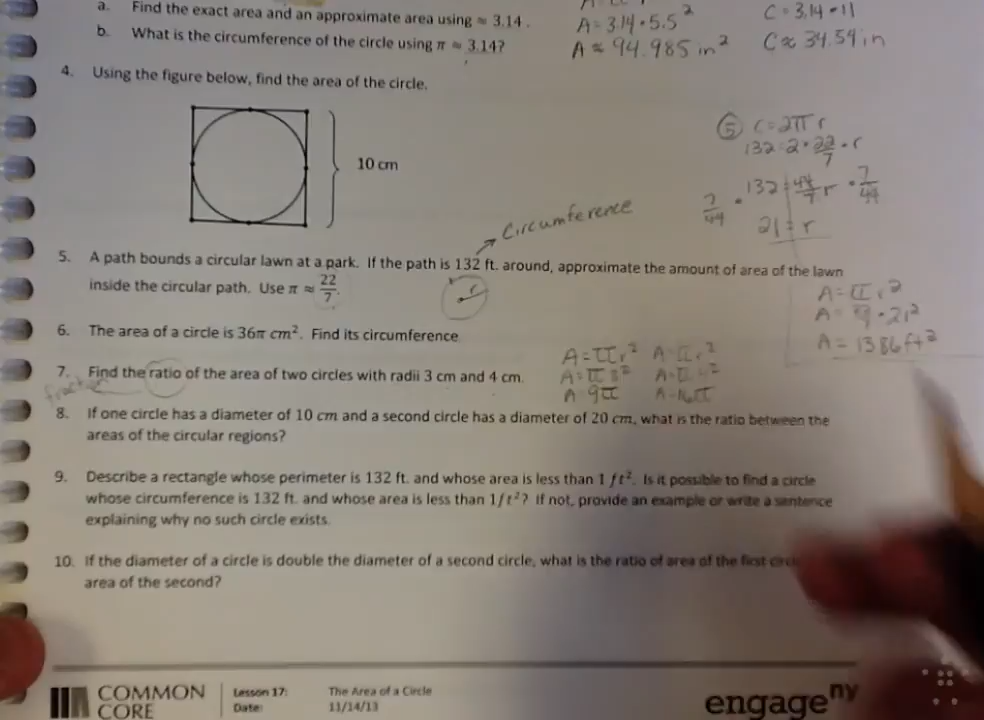 a. Find the exact area and an approximate area using ≈ 3.14 .
b. What is the circumference of the circle using π ≈ 3.14?
A = 3.14 • 5.5²
A ≈ 94.985 in²
C = 3.14 • 11
C ≈ 34.54 in
4. Using the figure below, find the area of the circle.
10 cm
⑤ C = 2πr
132 = 2 • 22/7 • r
7/44 • 132 = 44/7 r • 7/44
21 = r
Circumference
5. A path bounds a circular lawn at a park. If the path is 132 ft. around, approximate the amount of area of the lawn
inside the circular path. Use π ≈ 22/7.
r
A = πr²
• 21²
A = 1386 ft²
6. The area of a circle is 36π cm². Find its circumference
7. Find the ratio of the area of two circles with radii 3 cm and 4 cm.
fraction
A = πr² A = πr²
A = π 3² A = π
A = 9π A = 16π
8. If one circle has a diameter of 10 cm and a second circle has a diameter of 20 cm, what is the ratio between the
areas of the circular regions?
9. Describe a rectangle whose perimeter is 132 ft. and whose area is less than 1 ft². Is it possible to find a circle
whose circumference is 132 ft. and whose area is less than 1 ft²? If not, provide an example or write a sentence
explaining why no such circle exists.
10. If the diameter of a circle is double the diameter of a second circle, what is the ratio of area of the first
area of the second?
COMMON
CORE
Lesson 17: The Area of a Circle
Date: 11/14/13
engage ny